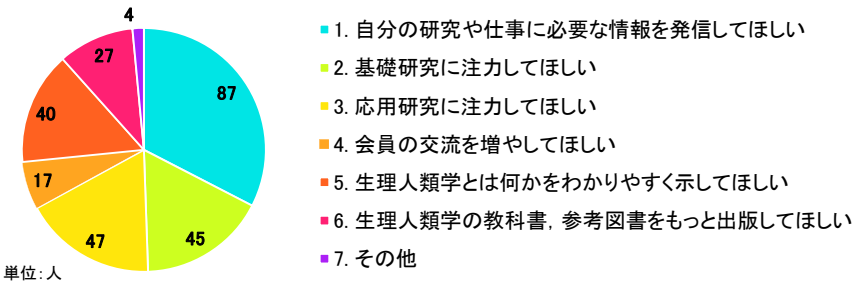 4
27
87
40
17
47
45
単位：人
1. 自分の研究や仕事に必要な情報を発信してほしい
2. 基礎研究に注力してほしい
3. 応用研究に注力してほしい
4. 会員の交流を増やしてほしい
5. 生理人類学とは何かをわかりやすく示してほしい
6. 生理人類学の教科書，参考図書をもっと出版してほしい
7. その他